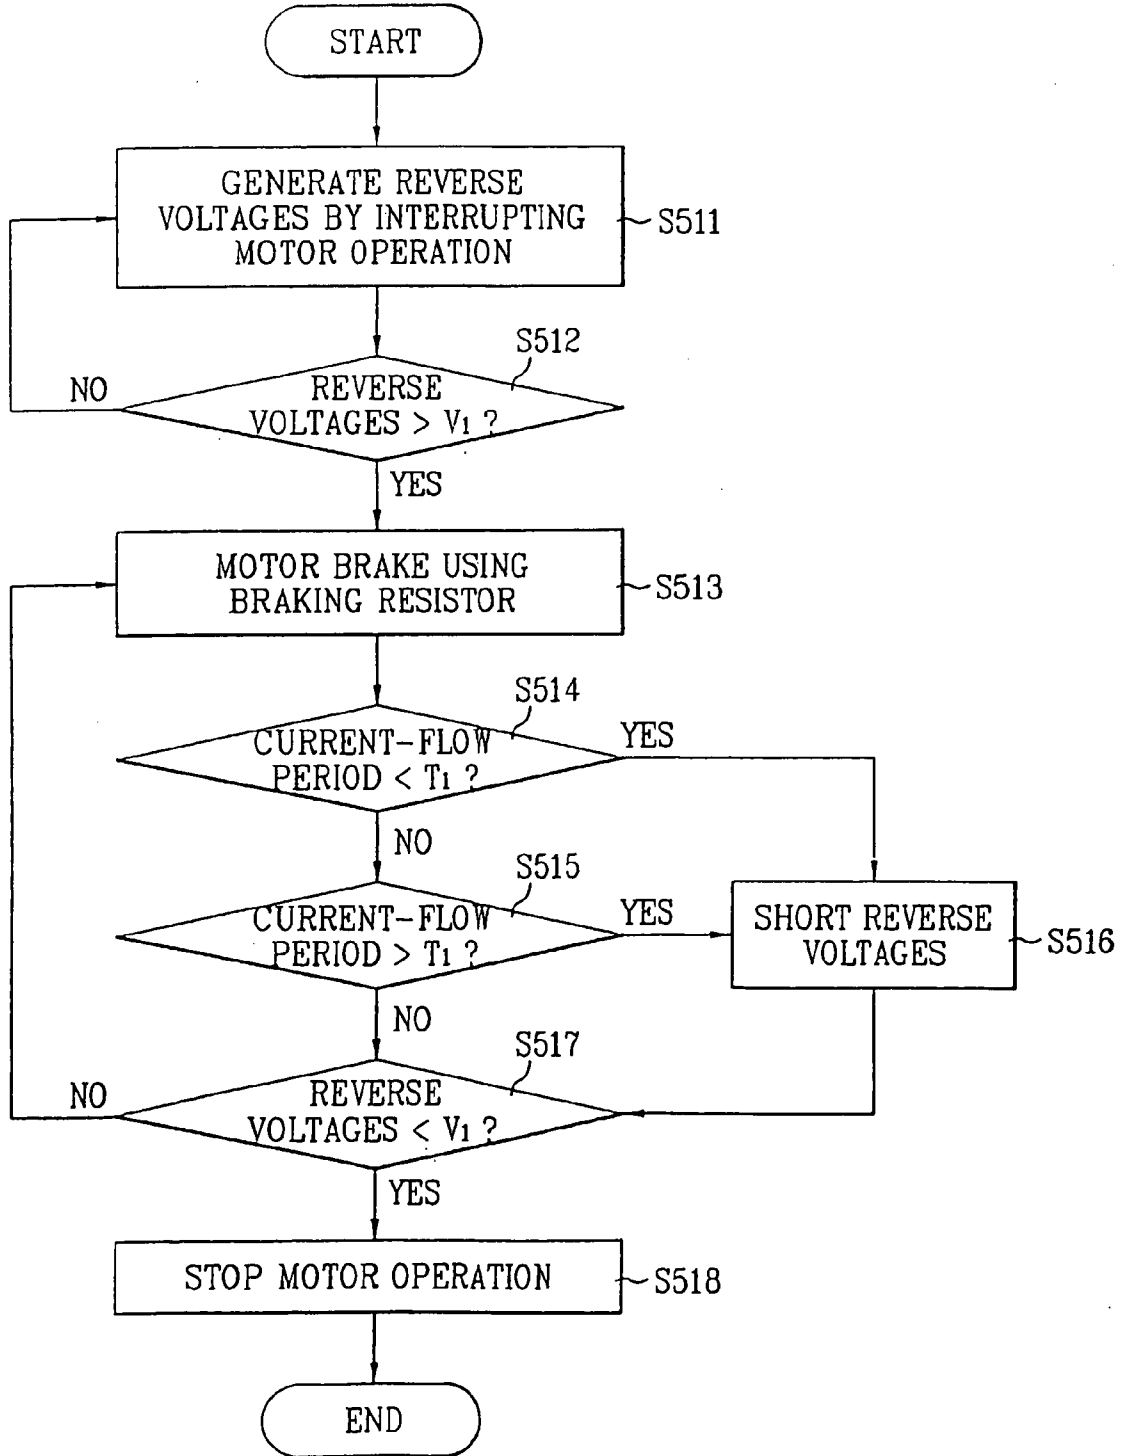 START
GENERATE REVERSE
VOLTAGES BY INTERRUPTING
MOTOR OPERATION
S511
S512
NO
REVERSE
VOLTAGES > V1 ?
YES
MOTOR BRAKE USING
BRAKING RESISTOR
S513
S514
CURRENT-FLOW
PERIOD < T1 ?
YES
NO
S515
CURRENT-FLOW
PERIOD > T1 ?
YES
SHORT REVERSE
VOLTAGES
S516
NO
S517
NO
REVERSE
VOLTAGES < V1 ?
YES
STOP MOTOR OPERATION
S518
END